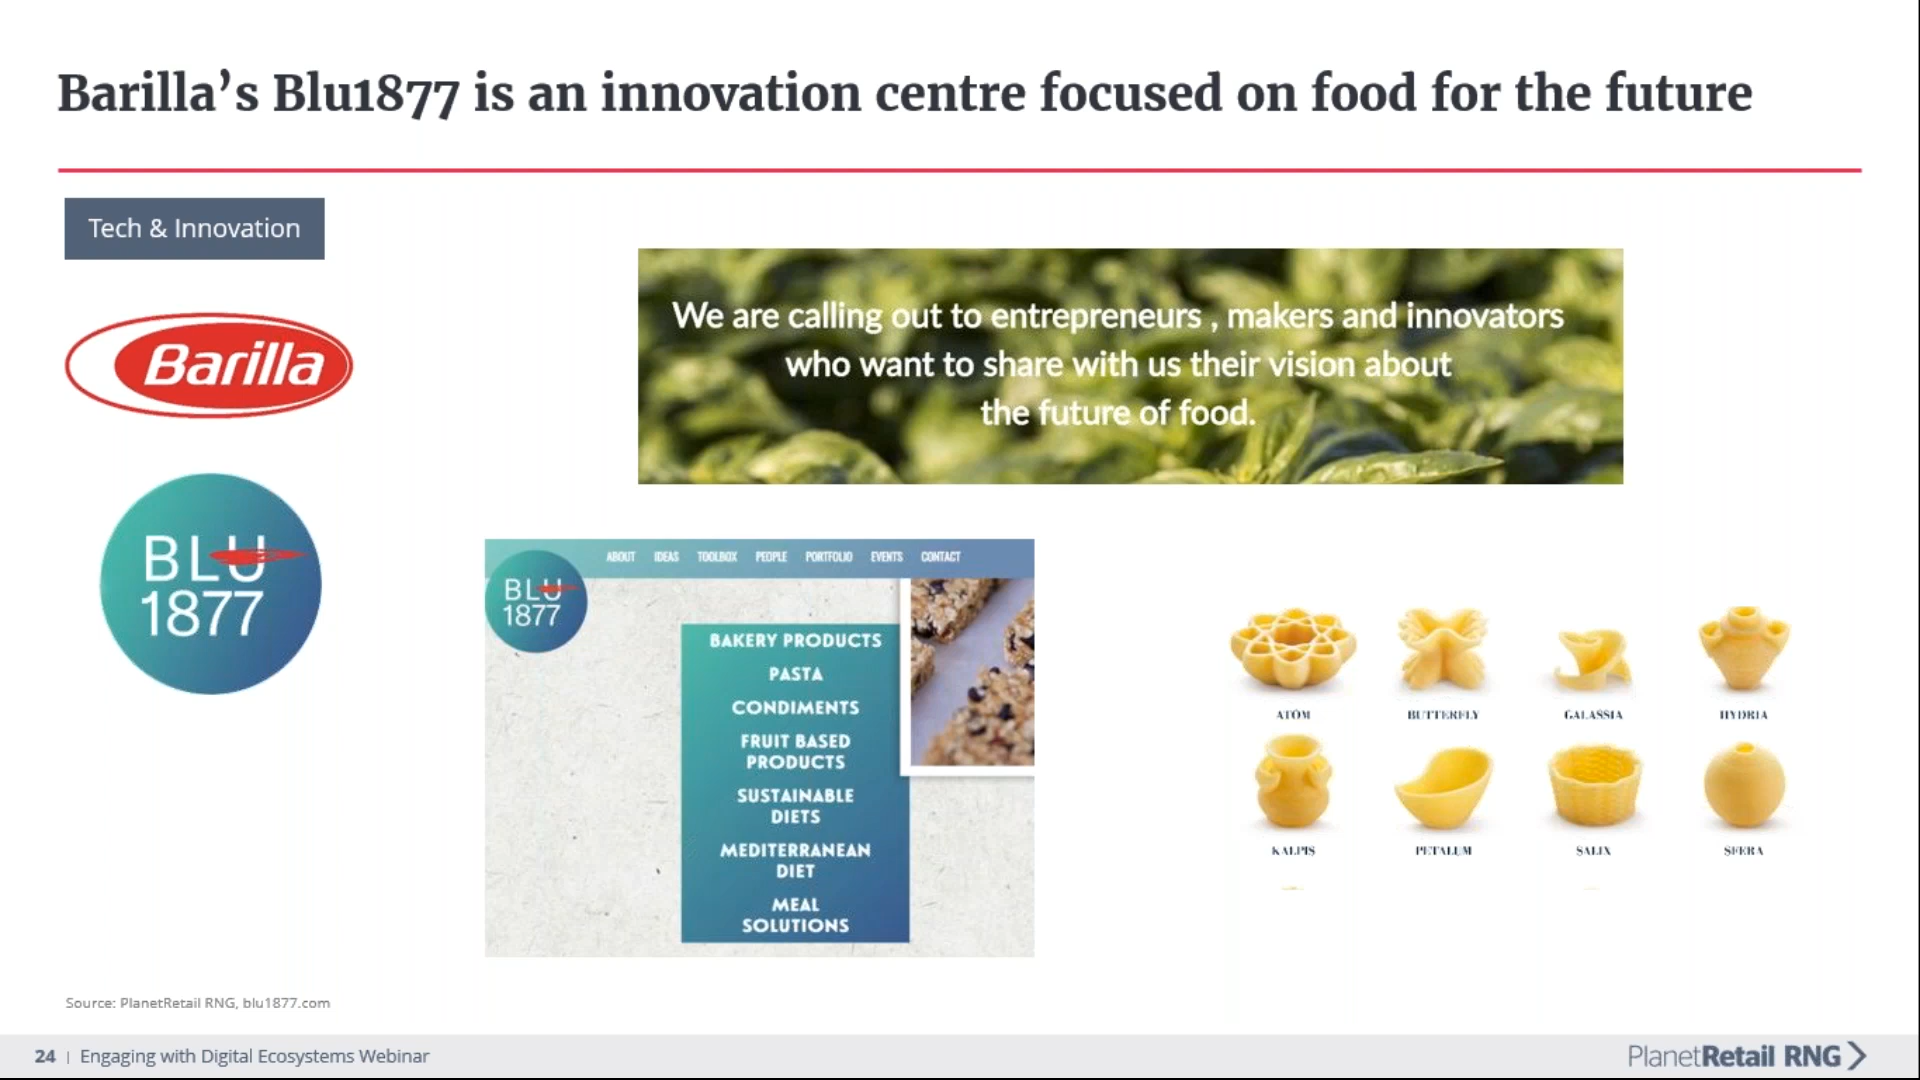 Barilla’s Blu1877 is an innovation centre focused on food for the future
Tech & Innovation
Barilla
BLU
1877
We are calling out to entrepreneurs , makers and innovators
who want to share with us their vision about
the future of food.
ABOUT IDEAS TOOLBOX PEOPLE PORTFOLIO EVENTS CONTACT
BLU
1877
BAKERY PRODUCTS
PASTA
CONDIMENTS
FRUIT BASED
PRODUCTS
SUSTAINABLE
DIETS
MEDITERRANEAN
DIET
MEAL
SOLUTIONS
ATOM BUTTERFLY GALASSIA HYDRIA
KALPIS PETALUM SALIX SFERA
Source: PlanetRetail RNG, blu1877.com
24 | Engaging with Digital Ecosystems Webinar
PlanetRetail RNG